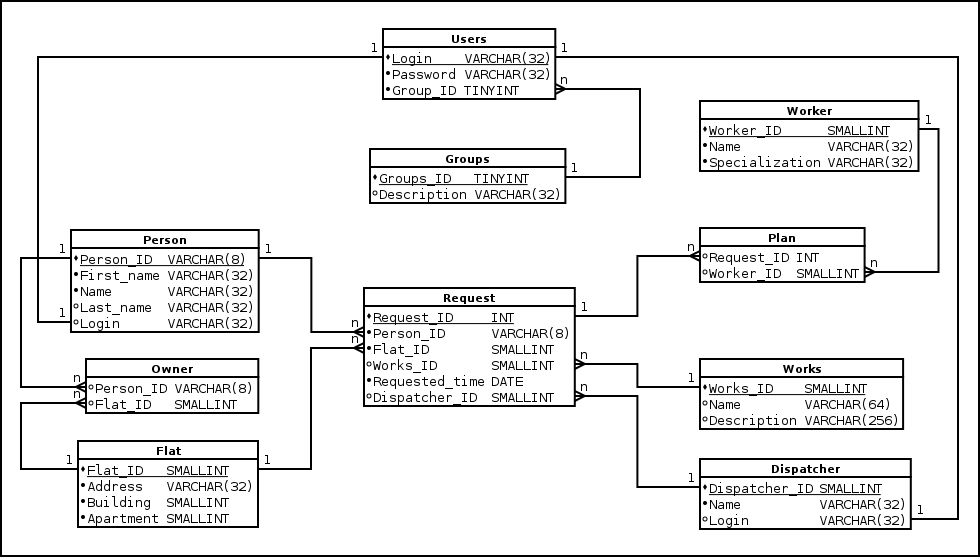 Users
Login VARCHAR(32)
Password VARCHAR(32)
Group_ID TINYINT
1
1
n
Worker
Worker_ID SMALLINT
Name VARCHAR(32)
Specialization VARCHAR(32)
1
Groups
Groups_ID TINYINT
Description VARCHAR(32)
1
Person
Person_ID VARCHAR(8)
First_name VARCHAR(32)
Name VARCHAR(32)
Last_name VARCHAR(32)
Login VARCHAR(32)
1
1
1
Plan
Request_ID INT
Worker_ID SMALLINT
n
n
Request
Request_ID INT
Person_ID VARCHAR(8)
Flat_ID SMALLINT
Works_ID SMALLINT
Requested_time DATE
Dispatcher_ID SMALLINT
n
n
1
n
n
Owner
Person_ID VARCHAR(8)
Flat_ID SMALLINT
n
n
Works
Works_ID SMALLINT
Name VARCHAR(64)
Description VARCHAR(256)
1
Flat
Flat_ID SMALLINT
Address VARCHAR(32)
Building SMALLINT
Apartment SMALLINT
1
1
Dispatcher
Dispatcher_ID SMALLINT
Name VARCHAR(32)
Login VARCHAR(32)
1
1